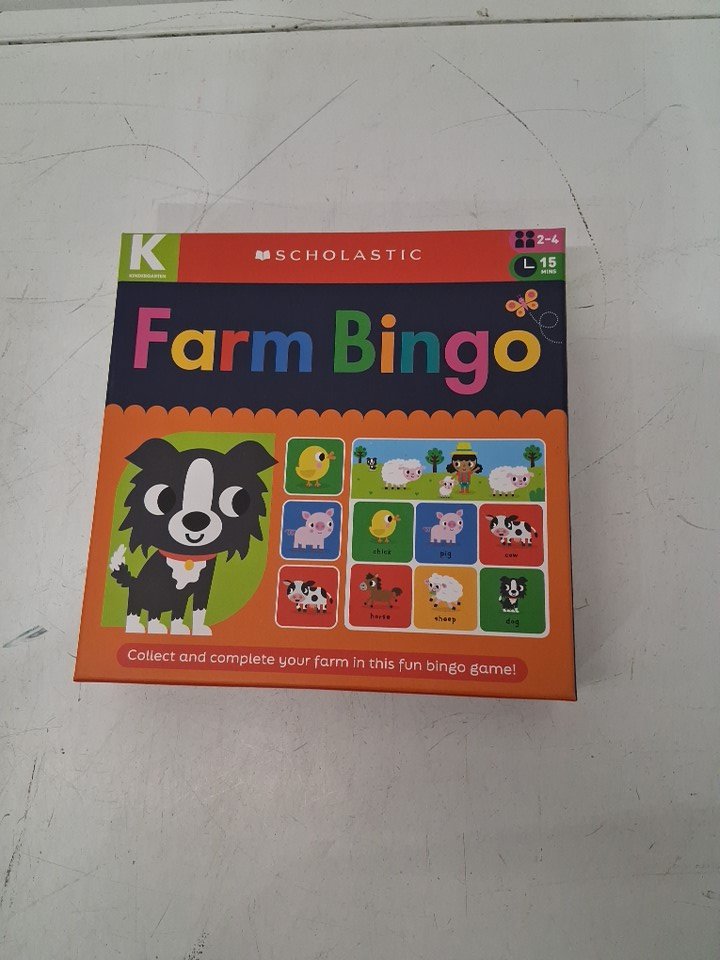 K
KINDERGARTEN
SCHOLASTIC
2-4
15
MINS
Farm Bingo
chick
pig
cow
horse
sheep
dog
Collect and complete your farm in this fun bingo game!